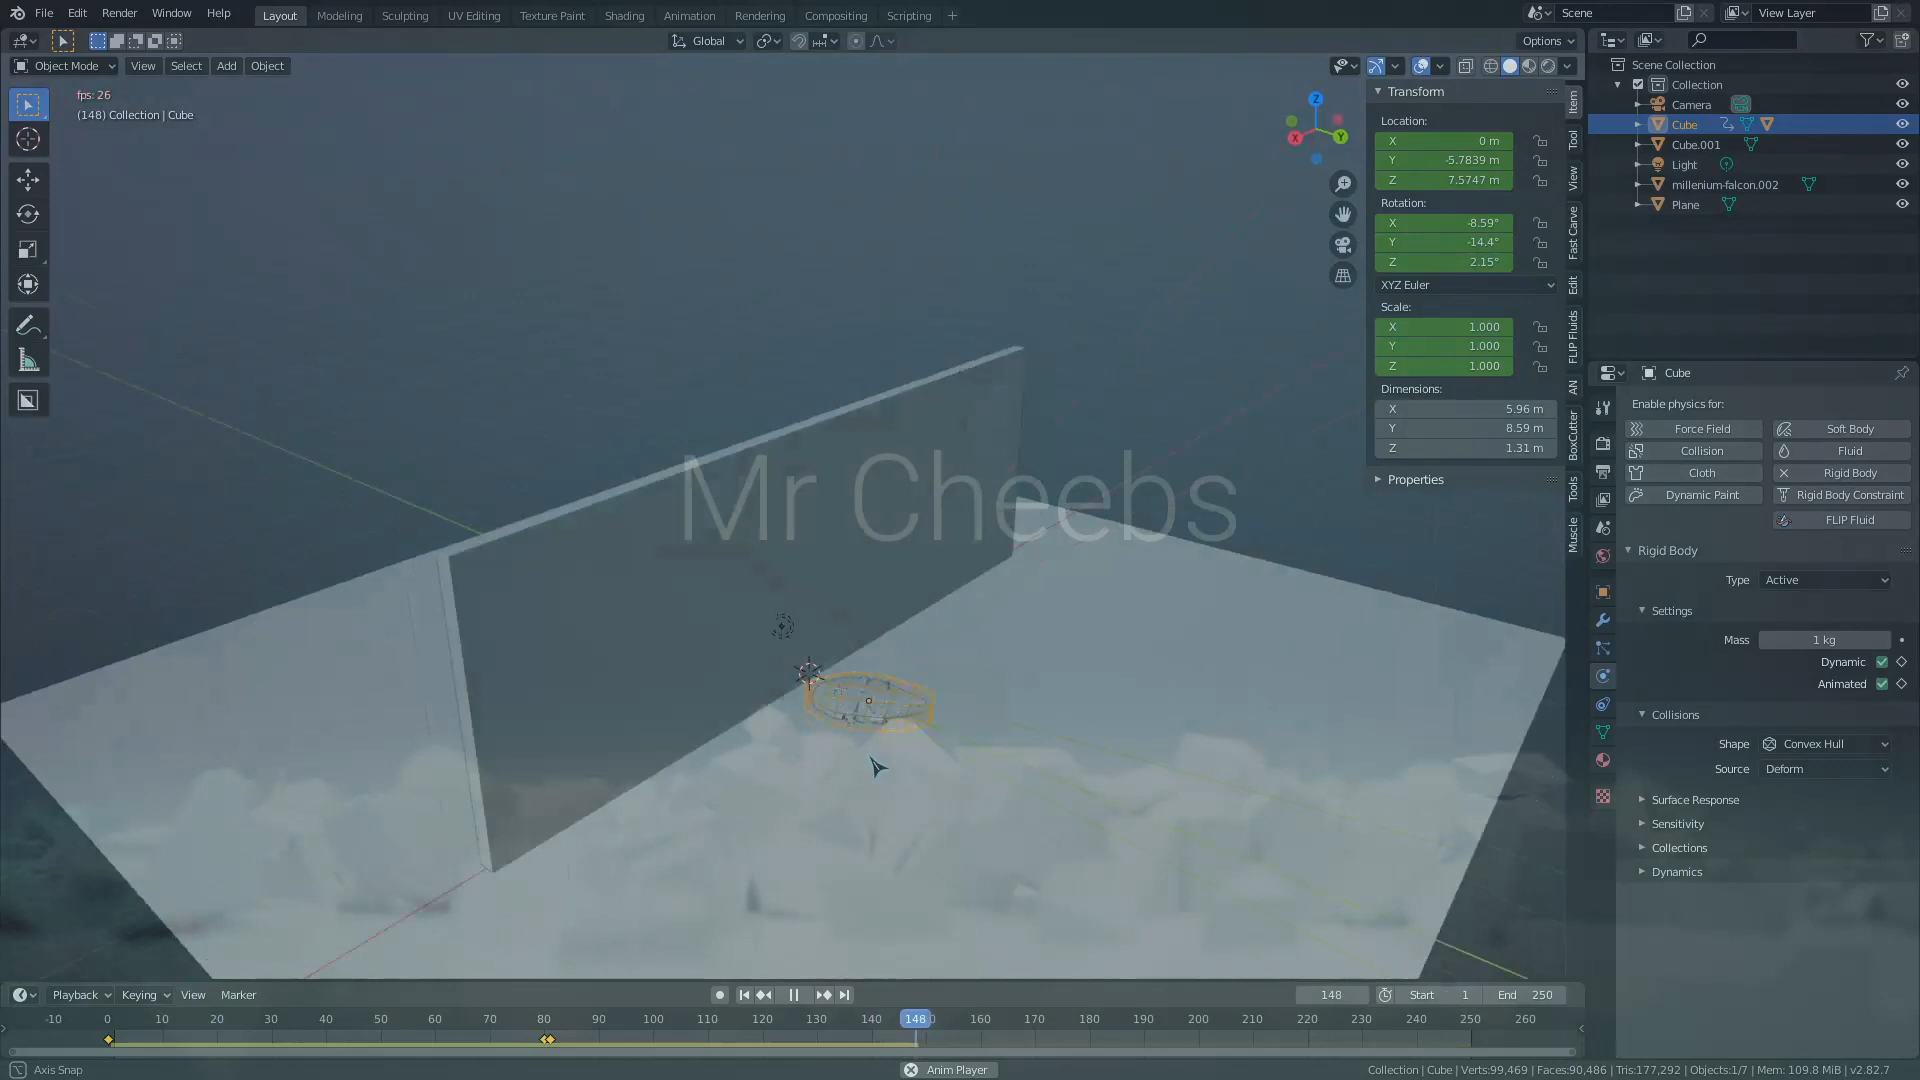 File Edit Render Window Help Layout Modeling Sculpting UV Editing Texture Paint Shading Animation Rendering Compositing Scripting + Scene View Layer
Global Options
Object Mode View Select Add Object
fps: 26
(148) Collection | Cube
Z
X
Y
Transform
Location:
X 0 m
Y -5.7839 m
Z 7.5747 m
Rotation:
X -8.59°
Y -14.4°
Z 2.15°
XYZ Euler
Scale:
X 1.000
Y 1.000
Z 1.000
Dimensions:
X 5.96 m
Y 8.59 m
Z 1.31 m
Properties
Item
Tool
View
Fast Carve
Edit
FLIP Fluids
AN
BoxCutter
Tools
Muscle
Scene Collection
Collection
Camera
Cube
Cube.001
Light
millenium-falcon.002
Plane
Cube
Enable physics for:
Force Field Soft Body
Collision Fluid
Cloth Rigid Body
Dynamic Paint Rigid Body Constraint
FLIP Fluid
Rigid Body
Type Active
Settings
Mass 1 kg
Dynamic
Animated
Collisions
Shape Convex Hull
Source Deform
Surface Response
Sensitivity
Collections
Dynamics
Mr Cheebs
Playback Keying View Marker 148 Start 1 End 250
-10 0 10 20 30 40 50 60 70 80 90 100 110 120 130 140 148 160 170 180 190 200 210 220 230 240 250 260
Axis Snap Anim Player Collection | Cube | Verts:99,469 | Faces:90,486 | Tris:177,292 | Objects:1/7 | Mem: 109.8 MiB | v2.82.7